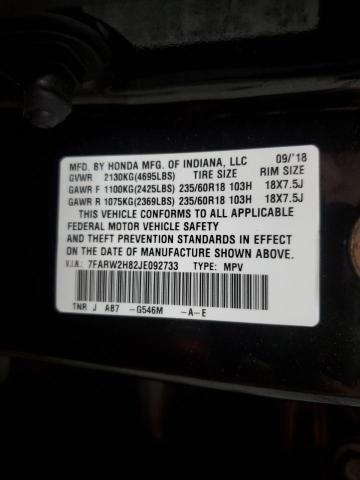 MFD. BY HONDA MFG. OF INDIANA, LLC 09/'18
GVWR 2130KG(4695LBS) TIRE SIZE RIM SIZE
GAWR F 1100KG(2425LBS) 235/60R18 103H 18X7.5J
GAWR R 1075KG(2369LBS) 235/60R18 103H 18X7.5J
THIS VEHICLE CONFORMS TO ALL APPLICABLE
FEDERAL MOTOR VEHICLE SAFETY
AND THEFT PREVENTION STANDARDS IN EFFECT
ON THE DATE OF MANUFACTURE SHOWN ABOVE.
V.I.N.: 7FARW2H82JE092733 TYPE: MPV
TNR J AB7 -G546M -A-E